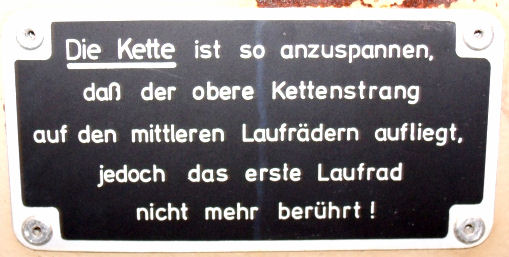 Die Kette ist so anzuspannen,
daß der obere Kettenstrang
auf den mittleren Laufrädern aufliegt,
jedoch das erste Laufrad
nicht mehr berührt!